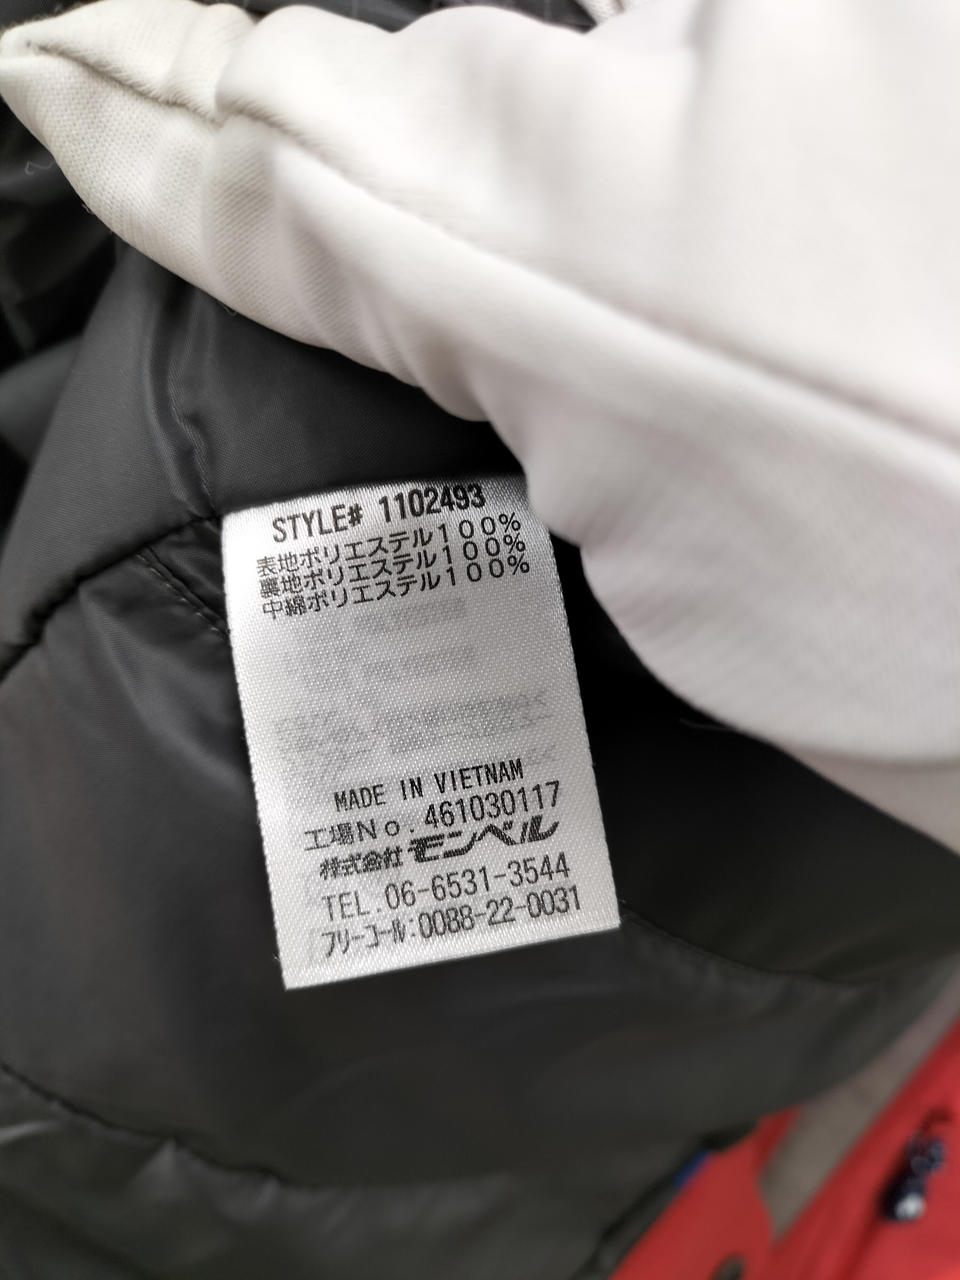 STYLE# 1102493
表地ポリエステル100%
裏地ポリエステル100%
中綿ポリエステル100%
MADE IN VIETNAM
工場No.461030117
株式会社モンベル
TEL.06-6531-3544
フリーコール:0088-22-0031